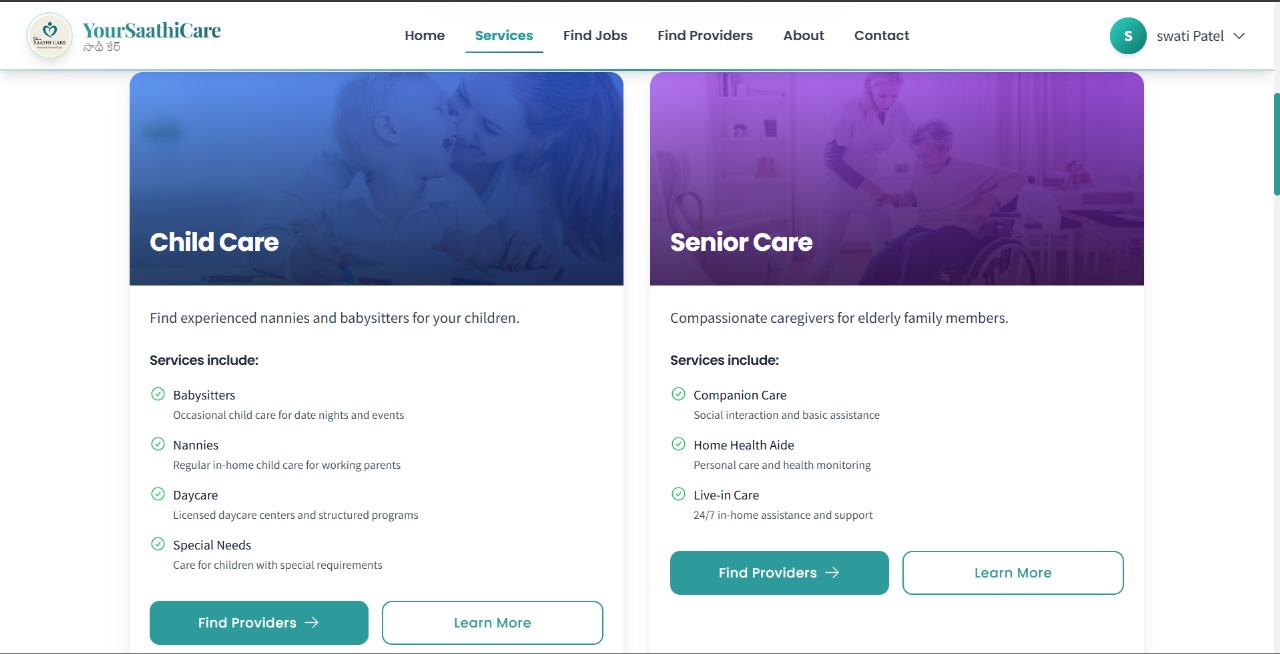 YourSaathiCare
సాథీ కేర్
Home
Services
Find Jobs
Find Providers
About
Contact
S
swati Patel
Child Care
Find experienced nannies and babysitters for your children.
Services include:
Babysitters
Occasional child care for date nights and events
Nannies
Regular in-home child care for working parents
Daycare
Licensed daycare centers and structured programs
Special Needs
Care for children with special requirements
Find Providers →
Learn More
Senior Care
Compassionate caregivers for elderly family members.
Services include:
Companion Care
Social interaction and basic assistance
Home Health Aide
Personal care and health monitoring
Live-in Care
24/7 in-home assistance and support
Find Providers →
Learn More